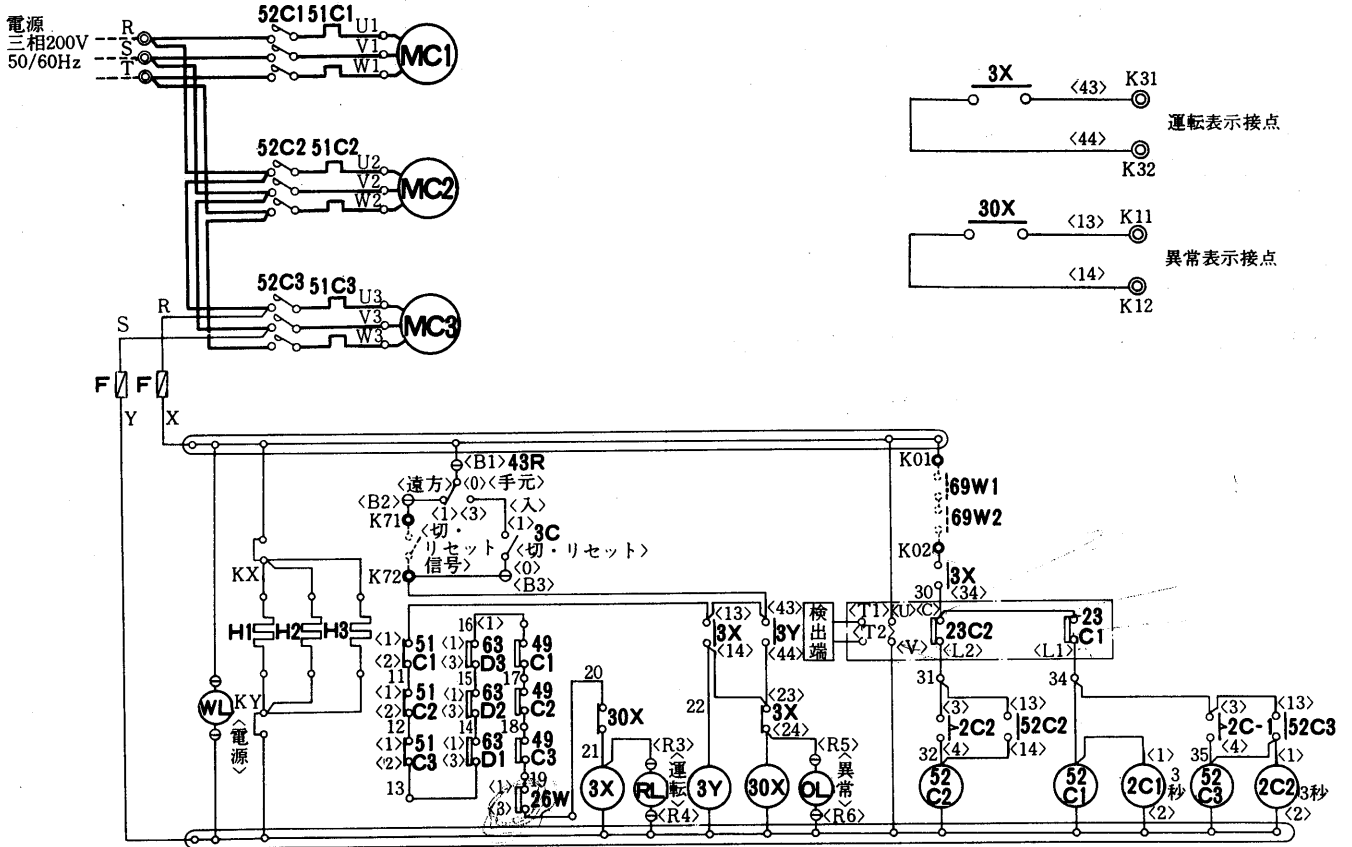 電源
三相200V
50/60Hz
R
S
T
52C1 51C1
U1
V1
W1
MC1
52C2 51C2
U2
V2
W2
MC2
52C3 51C3
U3
V3
W3
MC3
3X
〈43〉
K31
運転表示接点
〈44〉
K32
30X
〈13〉
K11
異常表示接点
〈14〉
K12
S
R
F
F
Y
X
〈B1〉
43R
〈遠方〉
〈0〉
〈手元〉
〈B2〉
〈1〉
〈3〉
〈入〉
〈1〉
K71
3C
〈切・
リセット
信号〉
〈切・リセット〉
K72
〈0〉
〈B3〉
K01
69W1
69W2
K02
3X
30
〈34〉
KX
H1
H2
H3
KY
WL
〈電源〉
〈1〉
51
C1
〈2〉
11
〈1〉
51
C2
〈2〉
12
〈1〉
51
C3
〈2〉
13
16
〈1〉
63
D3
〈3〉
15
〈1〉
63
D2
〈3〉
14
〈1〉
63
D1
〈3〉
49
C1
17
49
C2
18
49
C3
19
〈1〉
26W
〈3〉
20
30X
21
3X
〈R3〉
RL
〈運転〉
〈R4〉
〈13〉
3X
〈14〉
22
3Y
〈43〉
3Y
〈44〉
〈23〉
3X
〈24〉
30X
〈R5〉
OL
〈異常〉
〈R6〉
検出端
〈T1〉
〈T2〉
〈U〉
〈C〉
〈V〉
23C2
〈L2〉
23
C1
〈L1〉
31
〈3〉
2C2
〈4〉
〈13〉
52C2
〈14〉
32
52
C2
34
52
C1
〈1〉
2C1
3秒
〈2〉
〈3〉
2C-1
〈4〉
〈13〉
52C3
35
52
C3
〈1〉
2C2
3秒
〈2〉